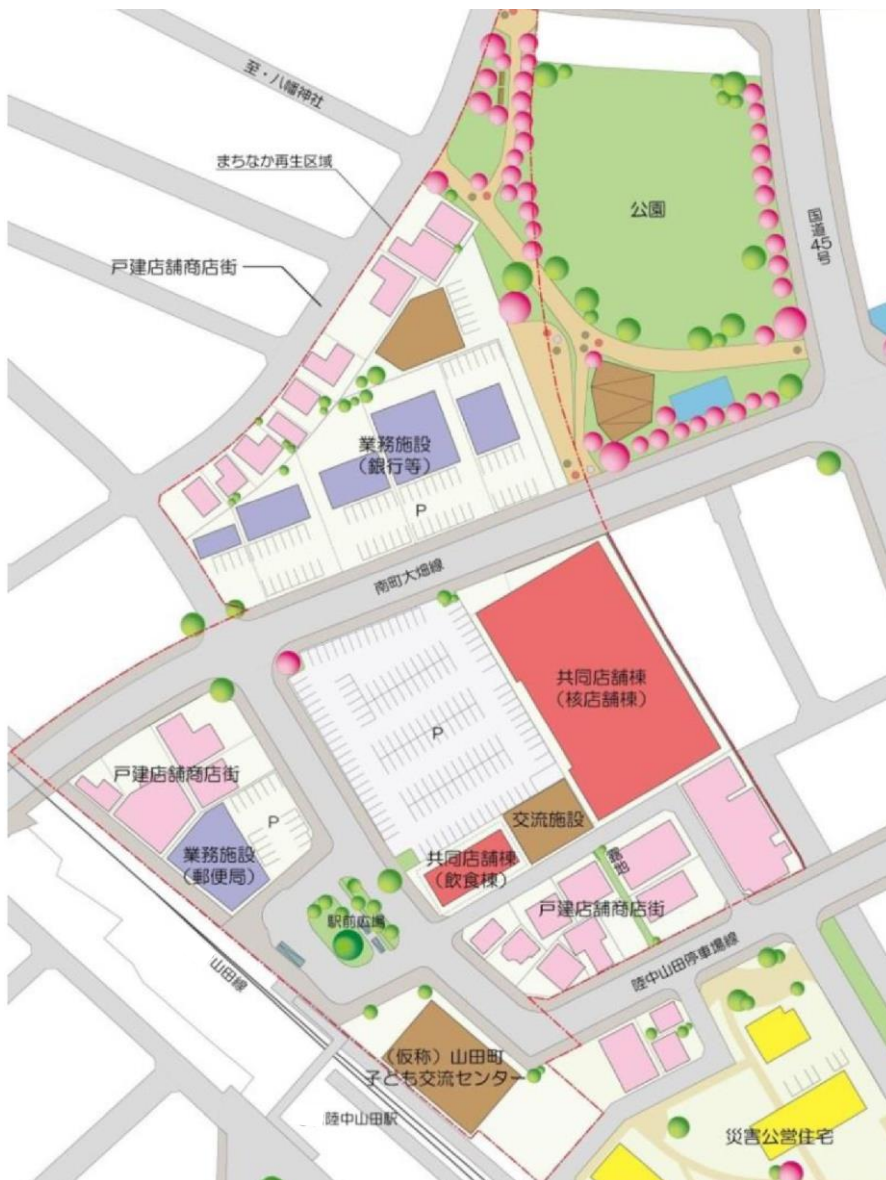 至・八幡神社
まちなか再生区域
公園
国道45号
戸建店舗商店街
業務施設
(銀行等)
P
南町大畑線
共同店舗棟
(核店舗棟)
P
戸建店舗商店街
P
交流施設
業務施設
(郵便局)
共同店舗棟
(飲食棟)
路地
戸建店舗商店街
駅前広場
山田線
陸中山田停車場線
(仮称)山田町
子ども交流センター
陸中山田駅
災害公営住宅